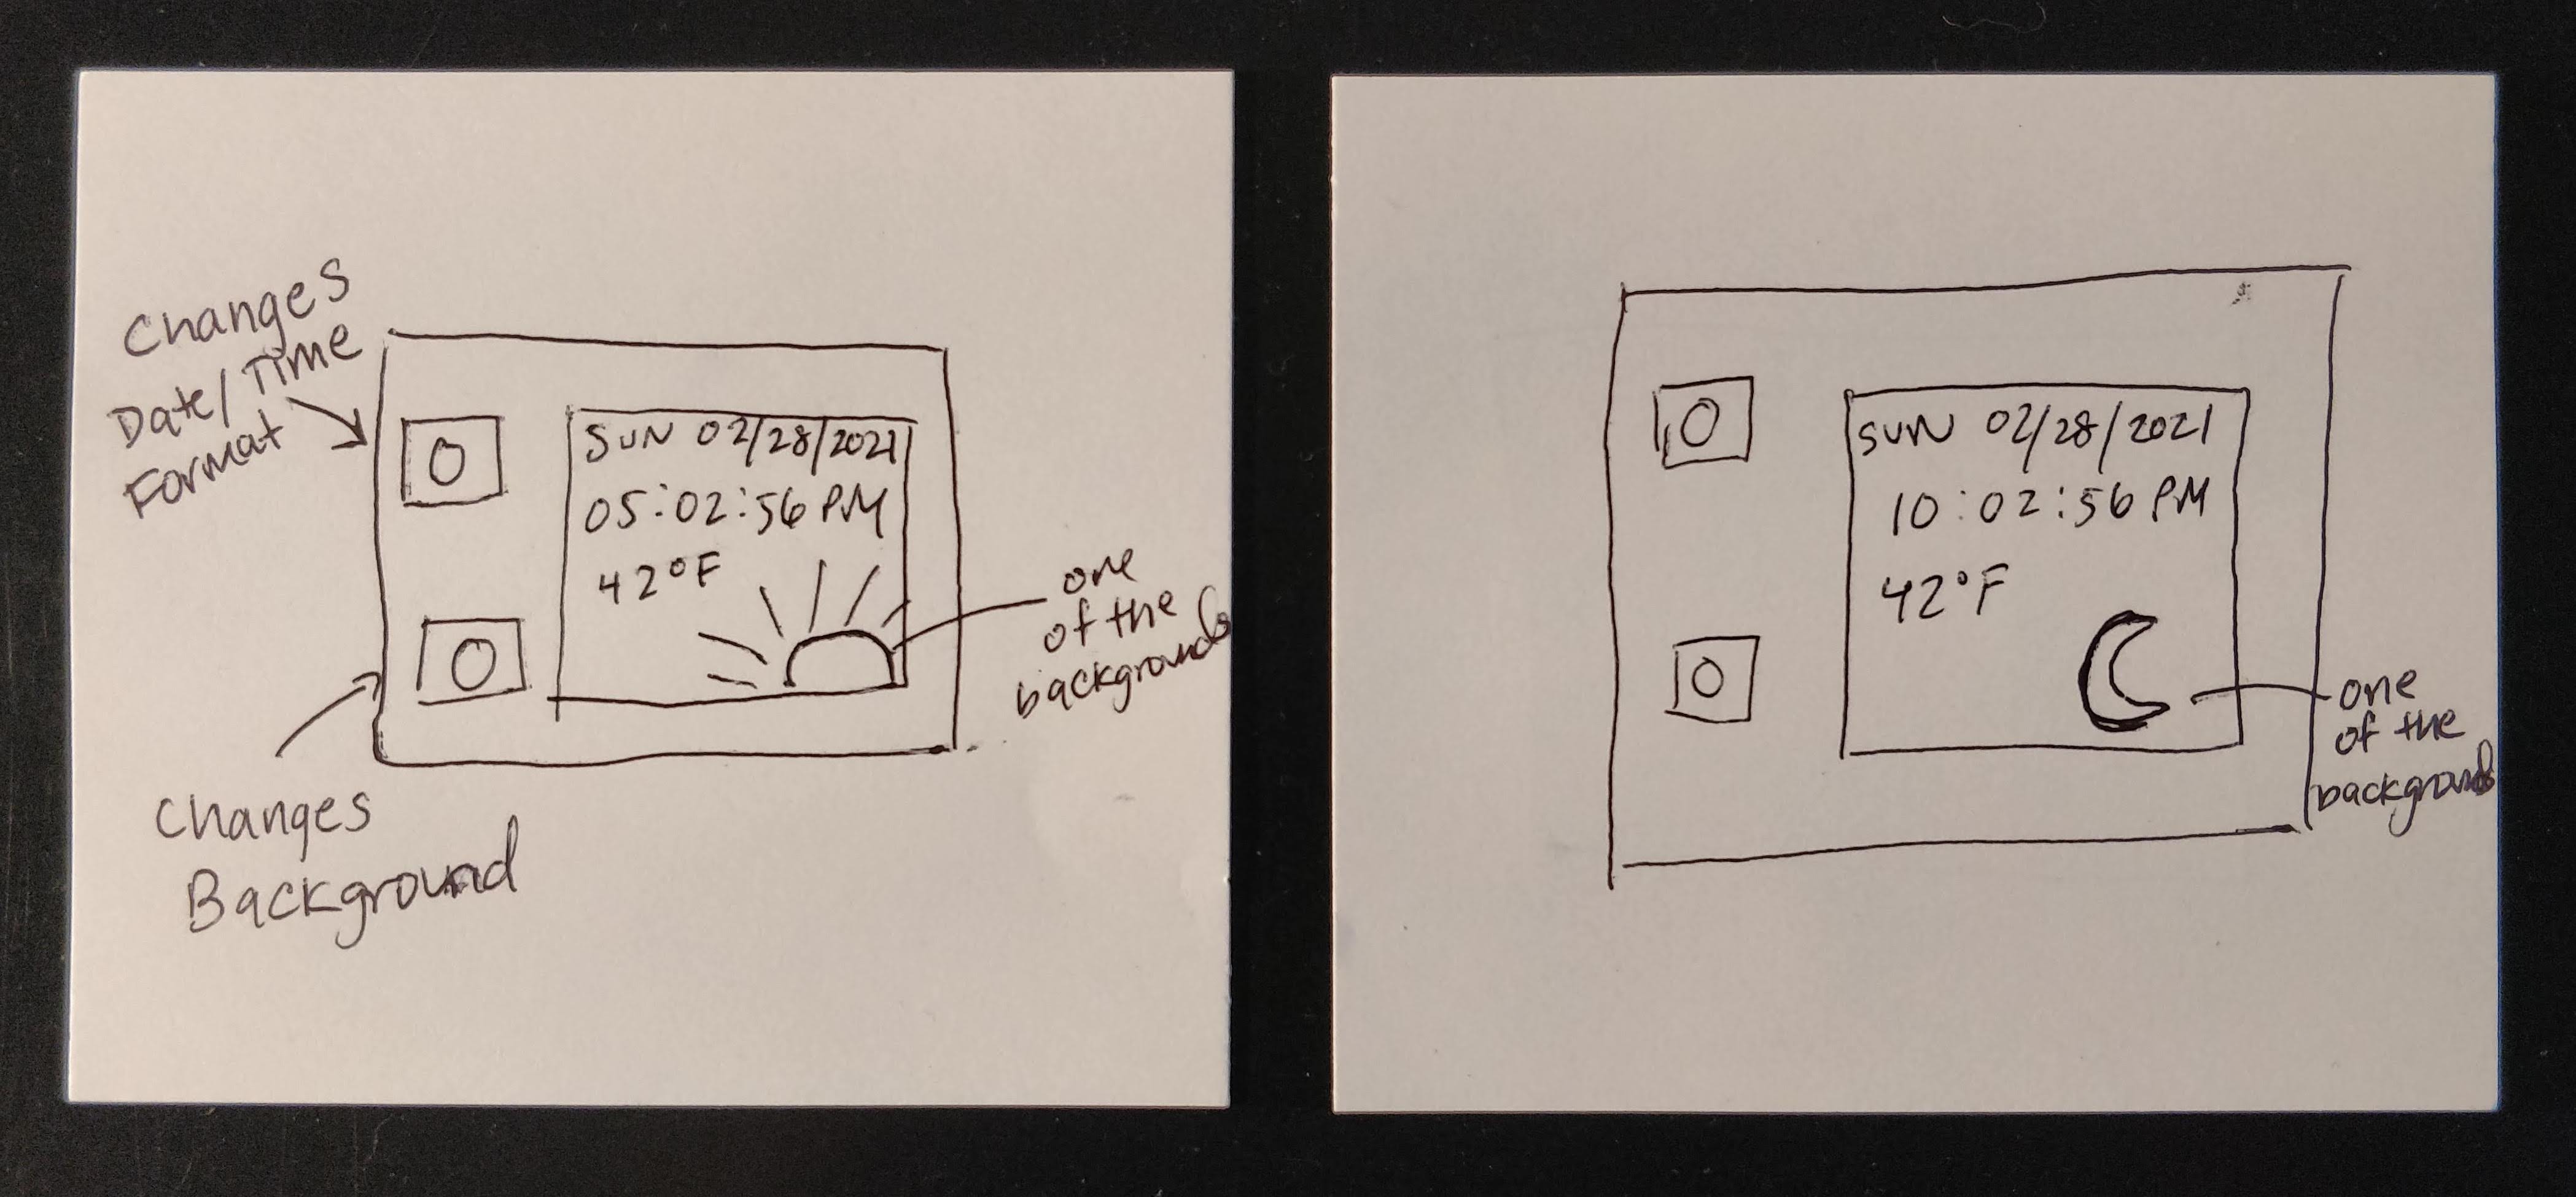 Changes
Date/Time
Format
SUN 02/28/2021
05:02:56 PM
42°F
one
of the
backgrounds
Changes
Background
SUN 02/28/2021
10:02:56 PM
42°F
one
of the
backgrounds